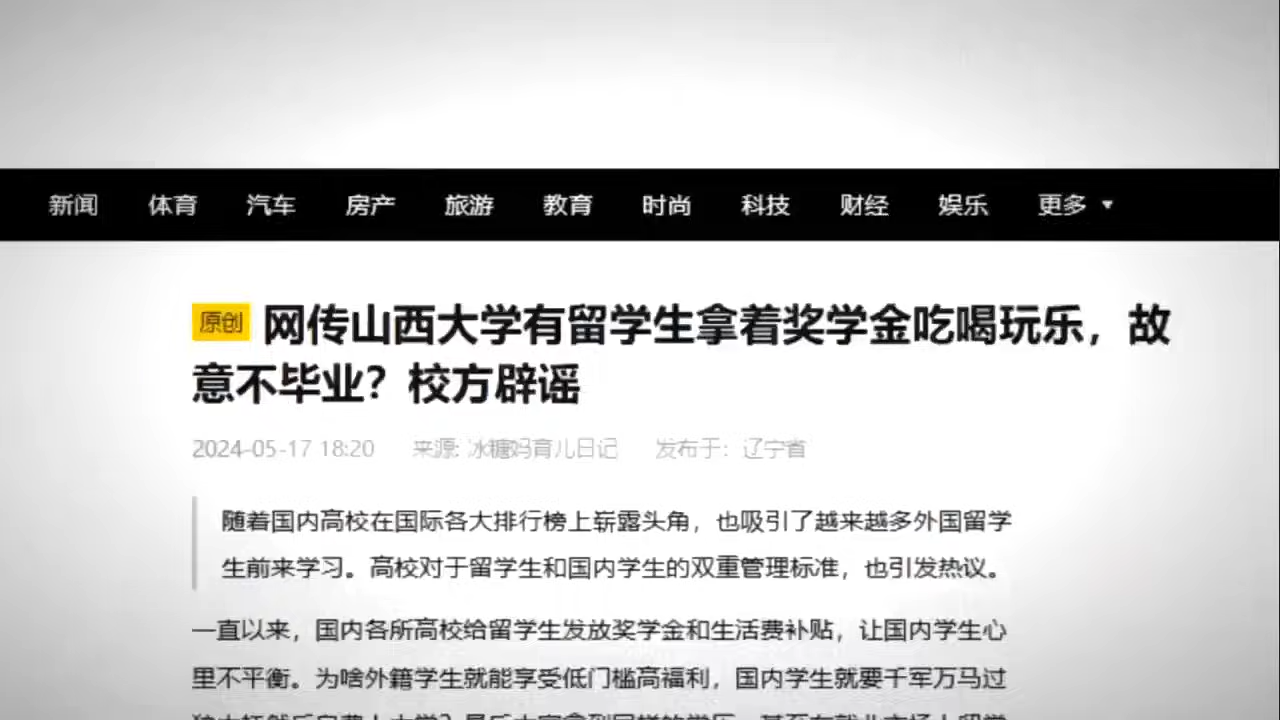 新闻 体育 汽车 房产 旅游 教育 时尚 科技 财经 娱乐 更多
原创 网传山西大学有留学生拿着奖学金吃喝玩乐，故
意不毕业？校方辟谣
2024-05-17 18:20 来源: 冰糖妈育儿日记 发布于：辽宁省
随着国内高校在国际各大排行榜上崭露头角，也吸引了越来越多外国留学
生前来学习。高校对于留学生和国内学生的双重管理标准，也引发热议。
一直以来，国内各所高校给留学生发放奖学金和生活费补贴，让国内学生心
里不平衡。为啥外籍学生就能享受低门槛高福利，国内学生就要千军万马过